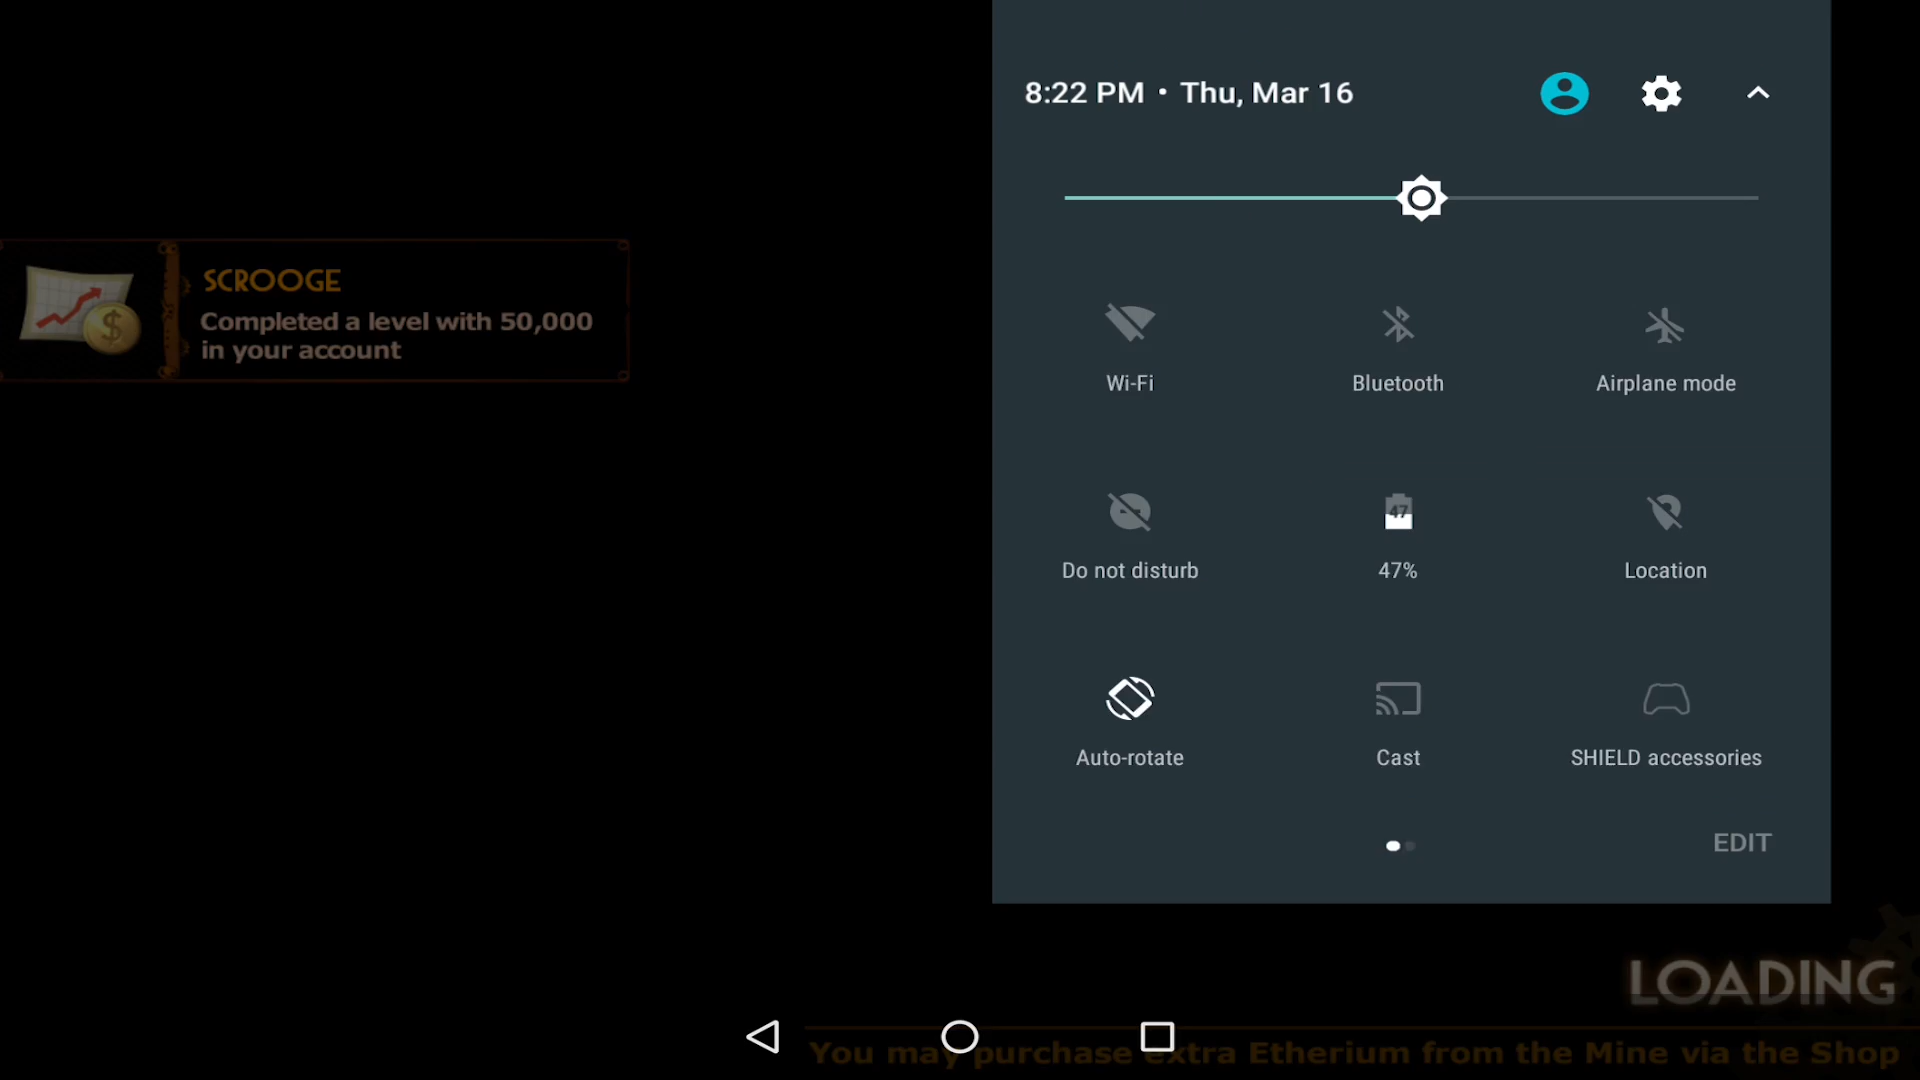 8:22 PM • Thu, Mar 16
SCROOGE
Completed a level with 50,000
in your account
Wi-Fi
Bluetooth
Airplane mode
Do not disturb
47
47%
Location
Auto-rotate
Cast
SHIELD accessories
EDIT
LOADING
You may purchase extra Etherium from the Mine via the Shop